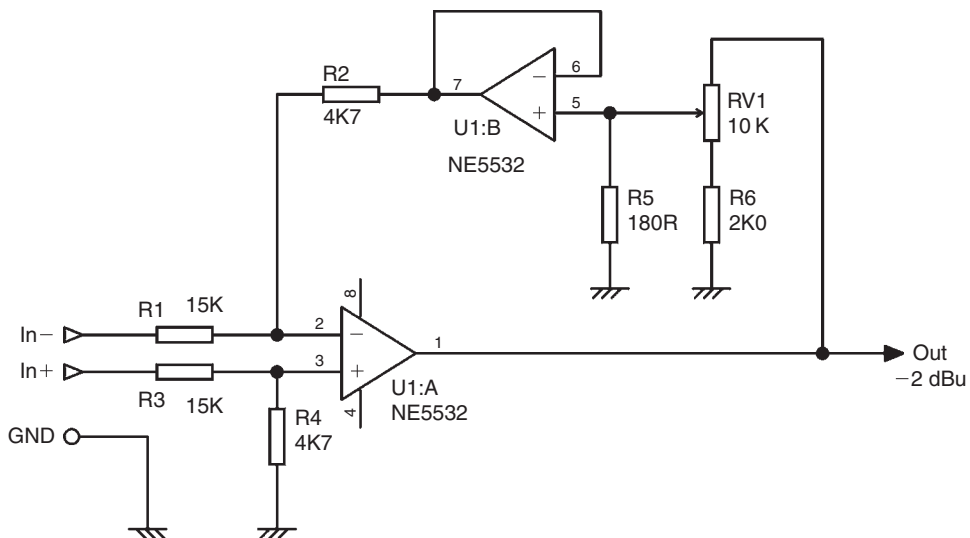 R2
4K7
7
6
5
−
+
U1:B
NE5532
RV1
10 K
R5
180R
R6
2K0
R1
15K
In−
2
−
8
1
Out
−2 dBu
In+
3
+
R3
15K
4
U1:A
NE5532
R4
4K7
GND